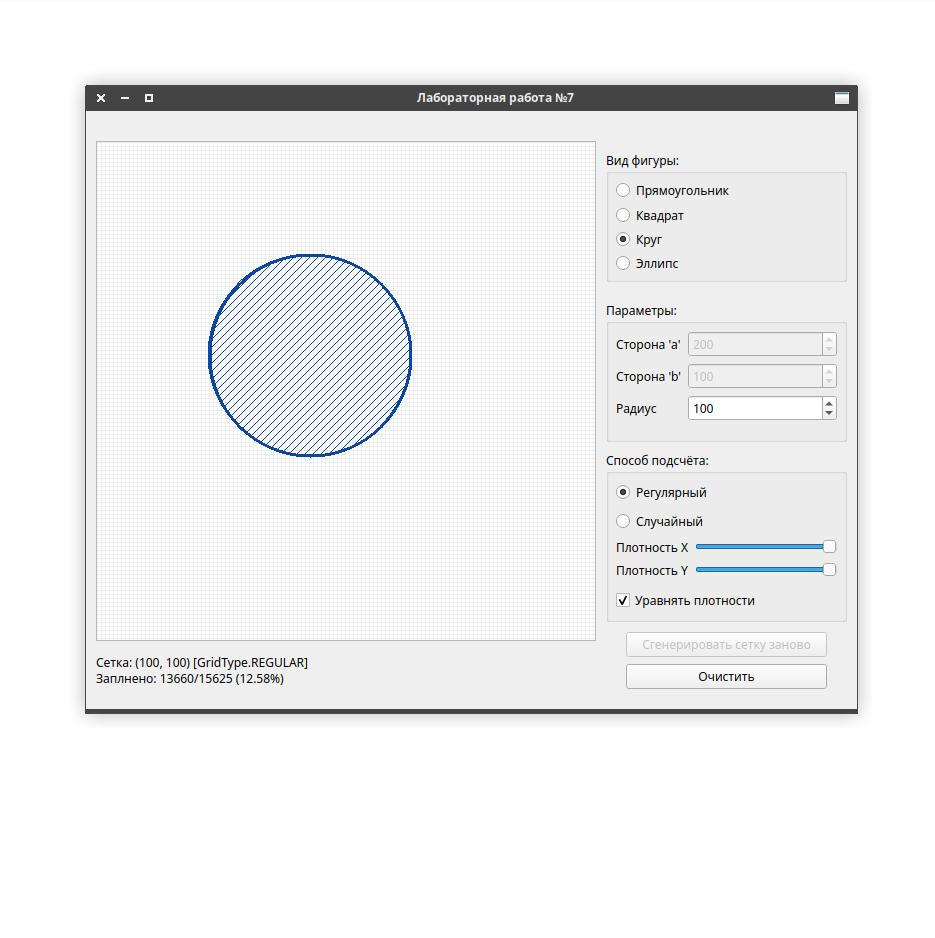 Лабораторная работа №7
Вид фигуры:
Прямоугольник
Квадрат
Круг
Эллипс
Параметры:
Сторона 'a' 200
Сторона 'b' 100
Радиус 100
Способ подсчёта:
Регулярный
Случайный
Плотность X
Плотность Y
Уравнять плотности
Сгенерировать сетку заново
Очистить
Сетка: (100, 100) [GridType.REGULAR]
Заплнено: 13660/15625 (12.58%)